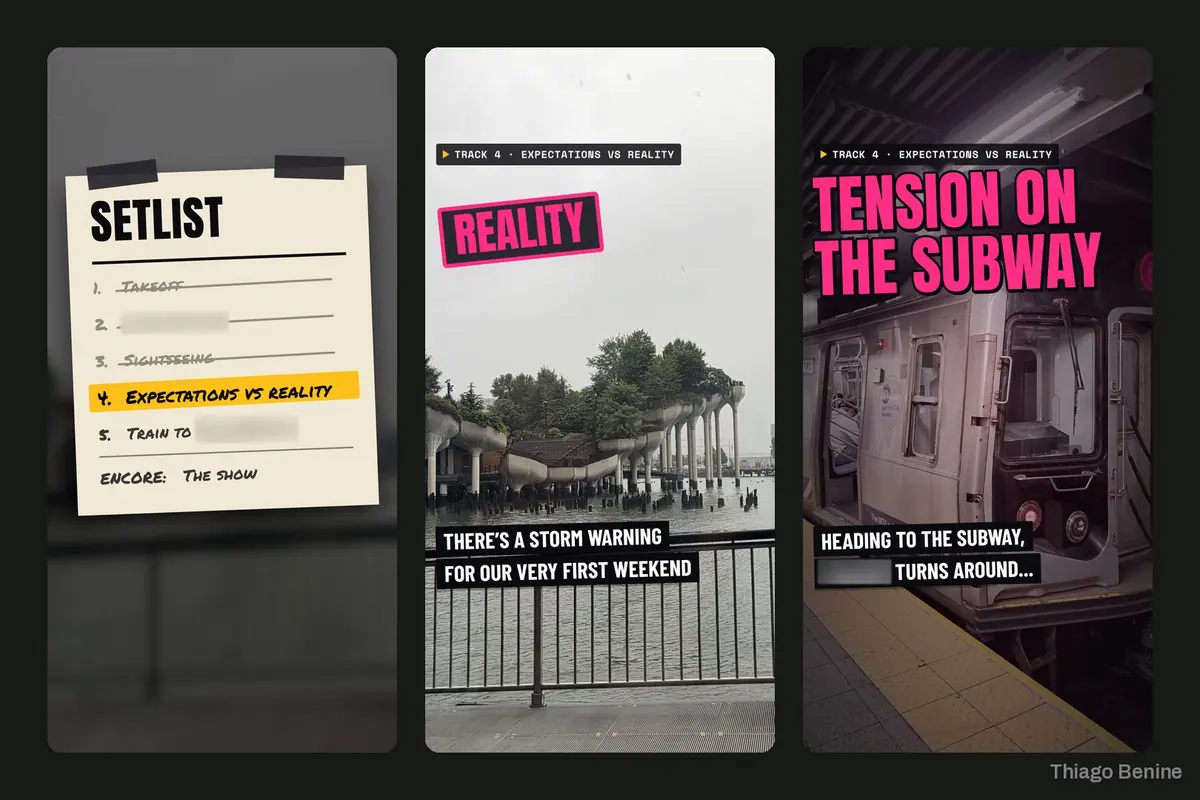 SETLIST
1. TAKEOFF
2.
3. SIGHTSEEING
4. EXPECTATIONS VS REALITY
5. TRAIN TO
ENCORE: THE SHOW
TRACK 4 · EXPECTATIONS VS REALITY
REALITY
THERE'S A STORM WARNING
FOR OUR VERY FIRST WEEKEND
TRACK 4 · EXPECTATIONS VS REALITY
TENSION ON
THE SUBWAY
HEADING TO THE SUBWAY,
TURNS AROUND...
Thiago Benine